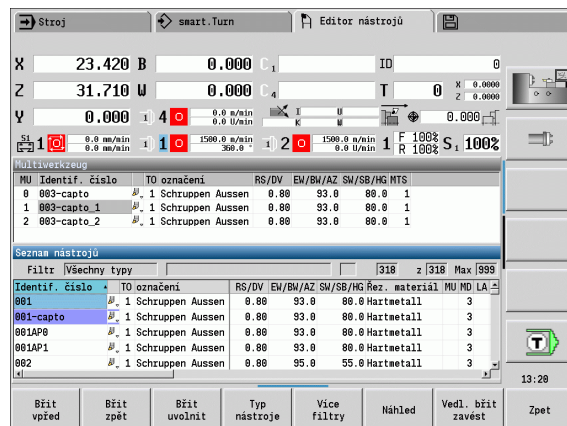 Stroj smart.Turn Editor nástrojů
X 23.420 B 0.000 C1 ID 0
Z 31.710 W 0.000 C4 T 0 X 0.0000 Z 0.0000
Y 0.000 1) 4 0.0 m/min 0.0 U/min I U K W 0.000
S1 1 0.0 mm/min 0.0 mm/min 1) 1 1500.0 m/min 360.0 ° 1) 2 1500.0 m/min 0.0 U/min 1 F 100% R 100% S1 100%
Multiverkzeug
MU Identif. číslo TO označení RS/DV EW/BW/AZ SW/SB/HG MTS
0 003-capto 1 Schruppen Aussen 0.80 93.0 80.0 1
1 003-capto_1 1 Schruppen Aussen 0.80 93.0 80.0 1
2 003-capto_2 1 Schruppen Aussen 0.80 93.0 80.0 1
Seznam nástrojů
Filtr Všechny typy 318 z 318 Max 999
Identif. číslo TO označení RS/DV EW/BW/AZ SW/SB/HG Řez. materiál MU MD LA
001 1 Schruppen Aussen 0.80 93.0 80.0 Hartmetall 3
001-capto 1 Schruppen Aussen 0.80 93.0 80.0 Hartmetall 3
001AP0 1 Schruppen Aussen 0.80 93.0 80.0 Hartmetall 3
001AP1 1 Schruppen Aussen 0.80 93.0 80.0 Hartmetall 3
002 1 Schruppen Aussen 0.80 95.0 55.0 Hartmetall 3
T
13:20
Břit vpřed
Břit zpět
Břit uvolnit
Typ nástroje
Více filtry
Náhled
Vedl. břit zavést
Zpet